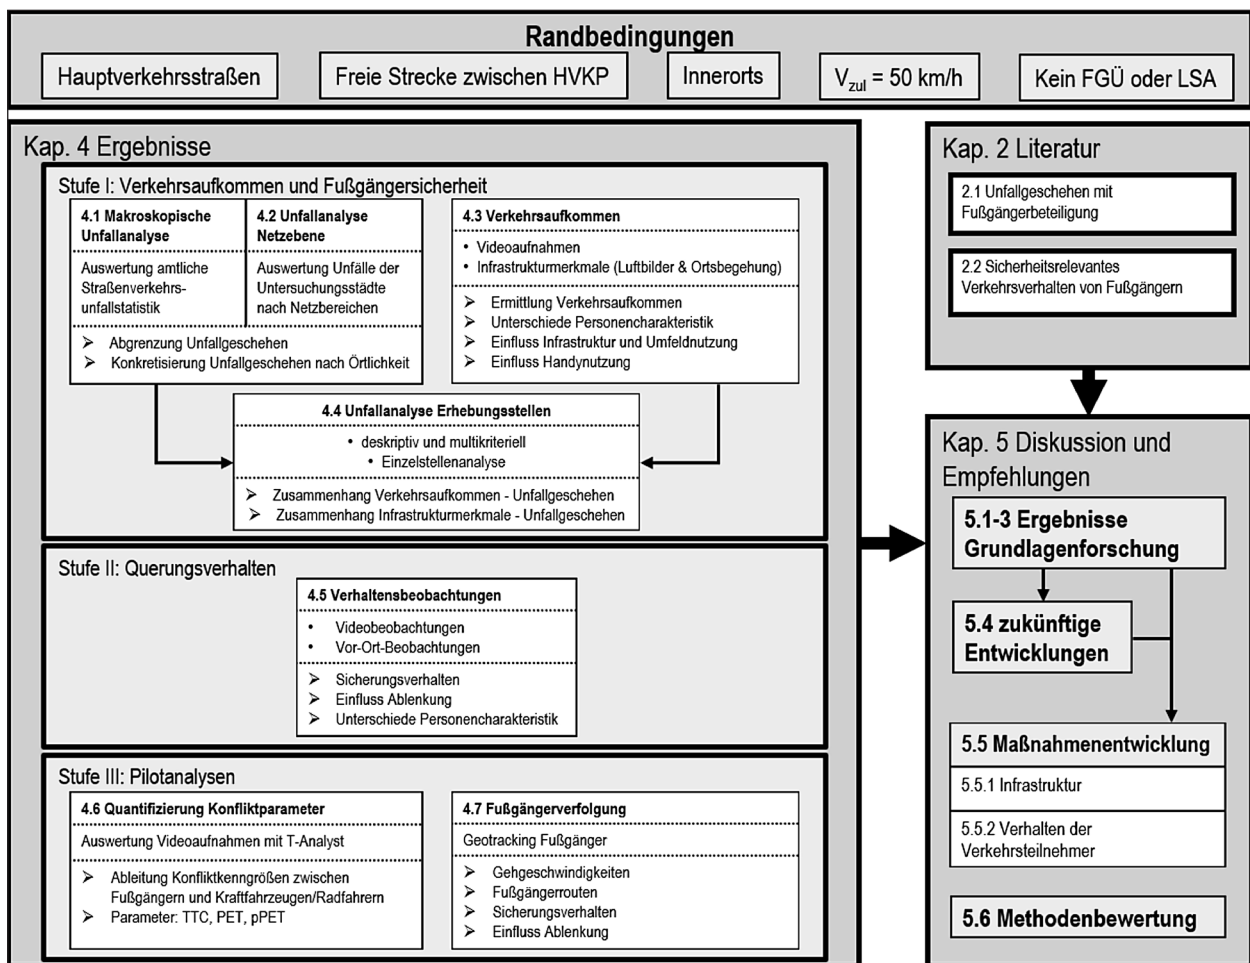 Randbedingungen
Hauptverkehrsstraßen
Freie Strecke zwischen HVKP
Innerorts
Vzul = 50 km/h
Kein FGÜ oder LSA
Kap. 4 Ergebnisse
Stufe I: Verkehrsaufkommen und Fußgängersicherheit
4.1 Makroskopische
Unfallanalyse
Auswertung amtliche
Straßenverkehrs-
unfallstatistik
4.2 Unfallanalyse
Netzebene
Auswertung Unfälle der
Untersuchungsstädte
nach Netzbereichen
➢ Abgrenzung Unfallgeschehen
➢ Konkretisierung Unfallgeschehen nach Örtlichkeit
4.3 Verkehrsaufkommen
• Videoaufnahmen
• Infrastrukturmerkmale (Luftbilder & Ortsbegehung)
➢ Ermittlung Verkehrsaufkommen
➢ Unterschiede Personencharakteristik
➢ Einfluss Infrastruktur und Umfeldnutzung
➢ Einfluss Handynutzung
4.4 Unfallanalyse Erhebungsstellen
• deskriptiv und multikriteriell
• Einzelstellenanalyse
➢ Zusammenhang Verkehrsaufkommen - Unfallgeschehen
➢ Zusammenhang Infrastrukturmerkmale - Unfallgeschehen
Stufe II: Querungsverhalten
4.5 Verhaltensbeobachtungen
• Videobeobachtungen
• Vor-Ort-Beobachtungen
➢ Sicherungsverhalten
➢ Einfluss Ablenkung
➢ Unterschiede Personencharakteristik
Stufe III: Pilotanalysen
4.6 Quantifizierung Konfliktparameter
Auswertung Videoaufnahmen mit T-Analyst
➢ Ableitung Konfliktkenngrößen zwischen
Fußgängern und Kraftfahrzeugen/Radfahrern
➢ Parameter: TTC, PET, pPET
4.7 Fußgängerverfolgung
Geotracking Fußgänger
➢ Gehgeschwindigkeiten
➢ Fußgängerrouten
➢ Sicherungsverhalten
➢ Einfluss Ablenkung
Kap. 2 Literatur
2.1 Unfallgeschehen mit
Fußgängerbeteiligung
2.2 Sicherheitsrelevantes
Verkehrsverhalten von Fußgängern
Kap. 5 Diskussion und
Empfehlungen
5.1-3 Ergebnisse
Grundlagenforschung
5.4 zukünftige
Entwicklungen
5.5 Maßnahmenentwicklung
5.5.1 Infrastruktur
5.5.2 Verhalten der
Verkehrsteilnehmer
5.6 Methodenbewertung